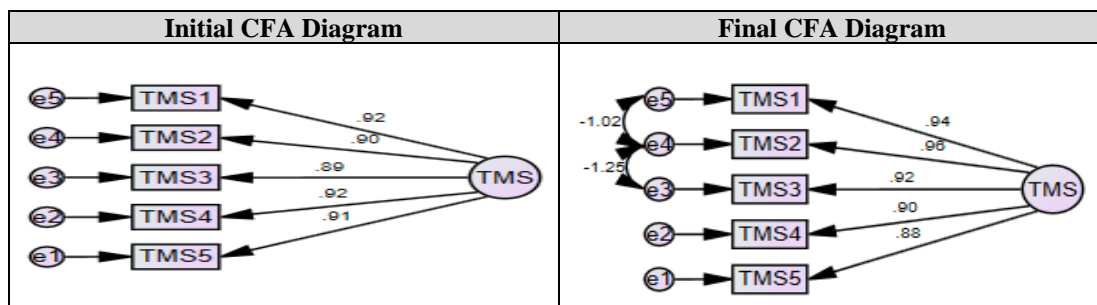 Initial CFA Diagram
e5 TMS1 .92
e4 TMS2 .90
e3 TMS3 .89 TMS
e2 TMS4 .92
e1 TMS5 .91
Final CFA Diagram
e5 TMS1 .94
-1.02
e4 TMS2 .96
-1.25
e3 TMS3 .92 TMS
e2 TMS4 .90
e1 TMS5 .88